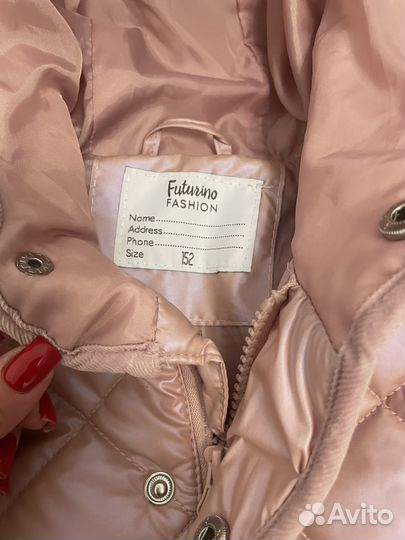 Futurino
FASHION
Name...........................
Address.......................
Phone..........................
Size 152
Avito